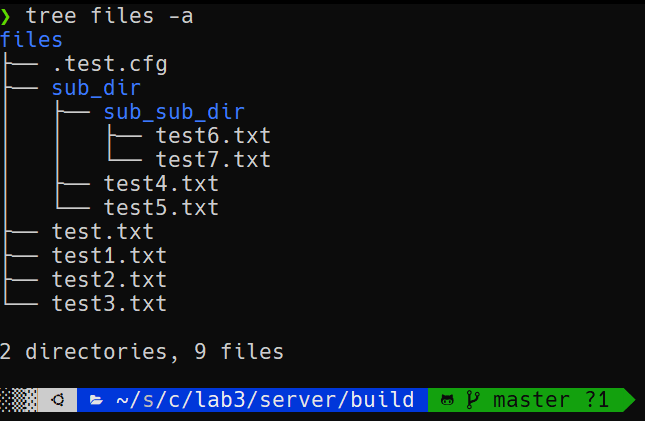 ❯ tree files -a
files
├── .test.cfg
├── sub_dir
│   ├── sub_sub_dir
│   │   ├── test6.txt
│   │   └── test7.txt
│   ├── test4.txt
│   └── test5.txt
├── test.txt
├── test1.txt
├── test2.txt
└── test3.txt
2 directories, 9 files
~/s/c/lab3/server/build master ?1